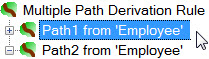 Multiple Path Derivation Rule
Path1 from 'Employee'
Path2 from 'Employee'